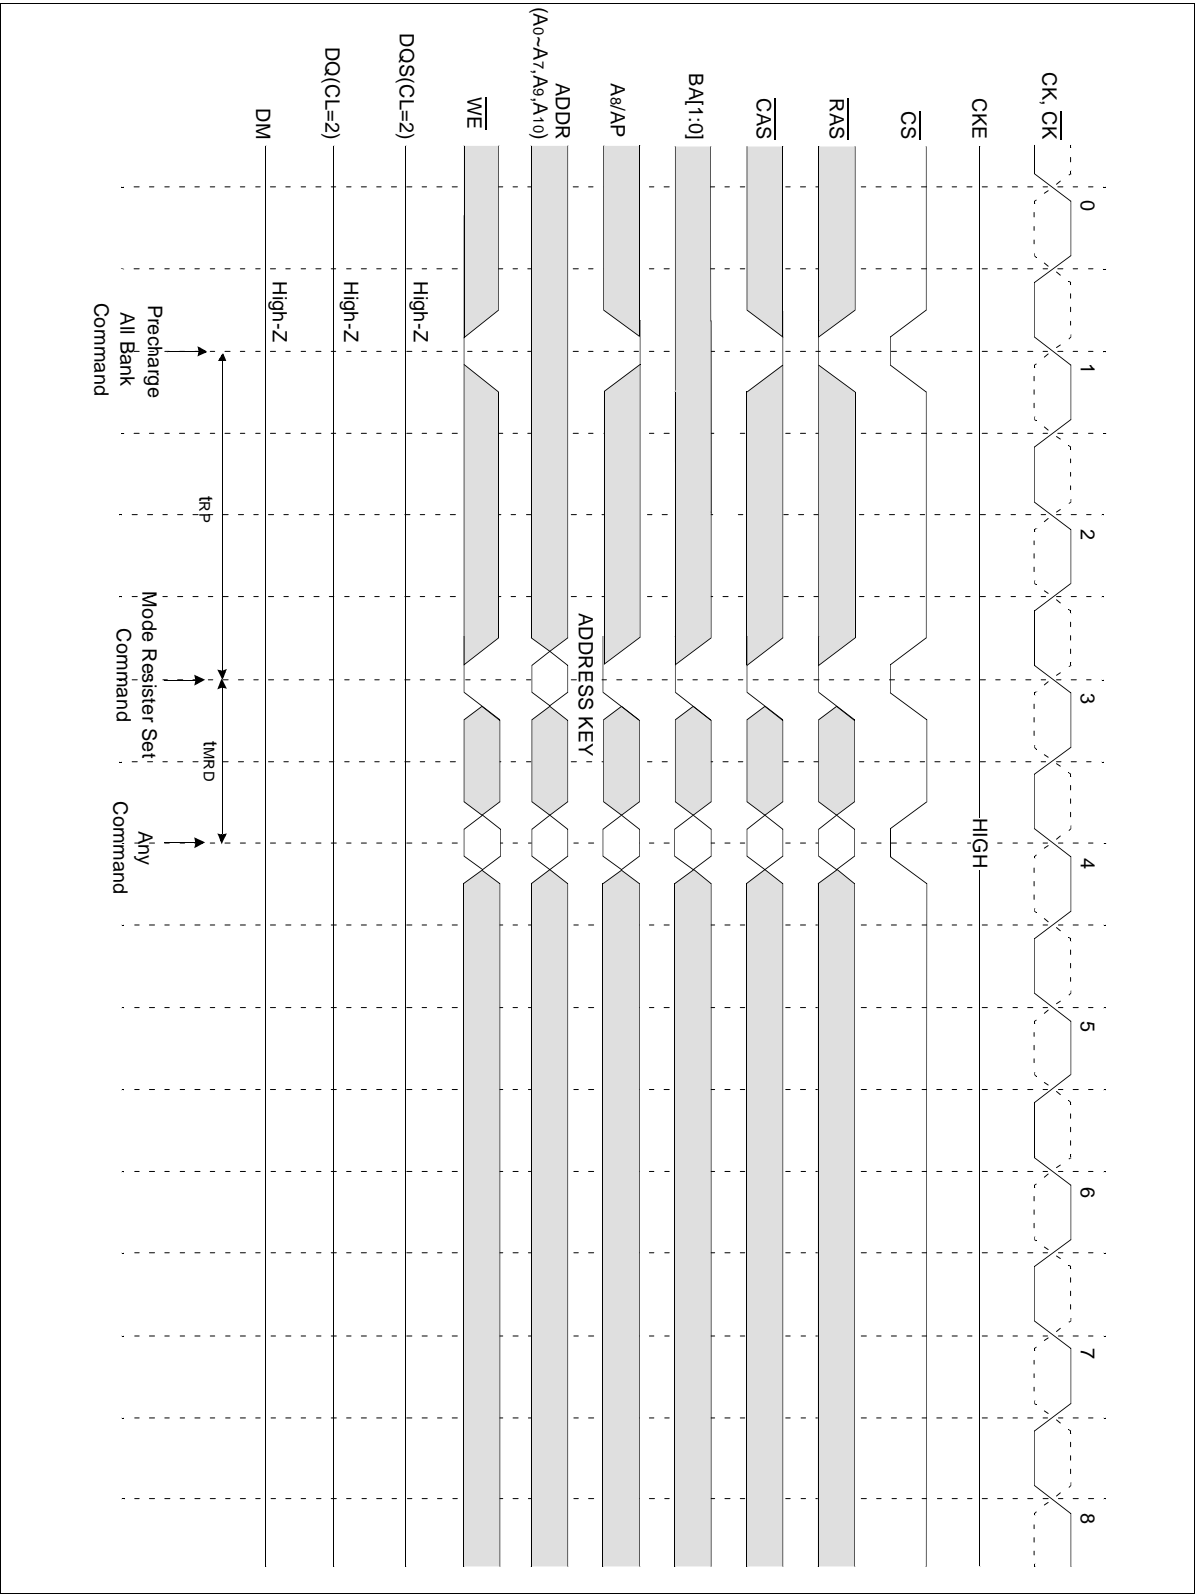 0 1 2 3 4 5 6 7 8
CK, CK
CKE
HIGH
CS
RAS
CAS
BA[1:0]
A8/AP
ADDRESS KEY
ADDR
(A0~A7,A9,A10)
WE
DQS(CL=2)
High-Z
DQ(CL=2)
High-Z
DM
High-Z
tRP
tMRD
Precharge
All Bank
Command
Mode Resister Set
Command
Any
Command